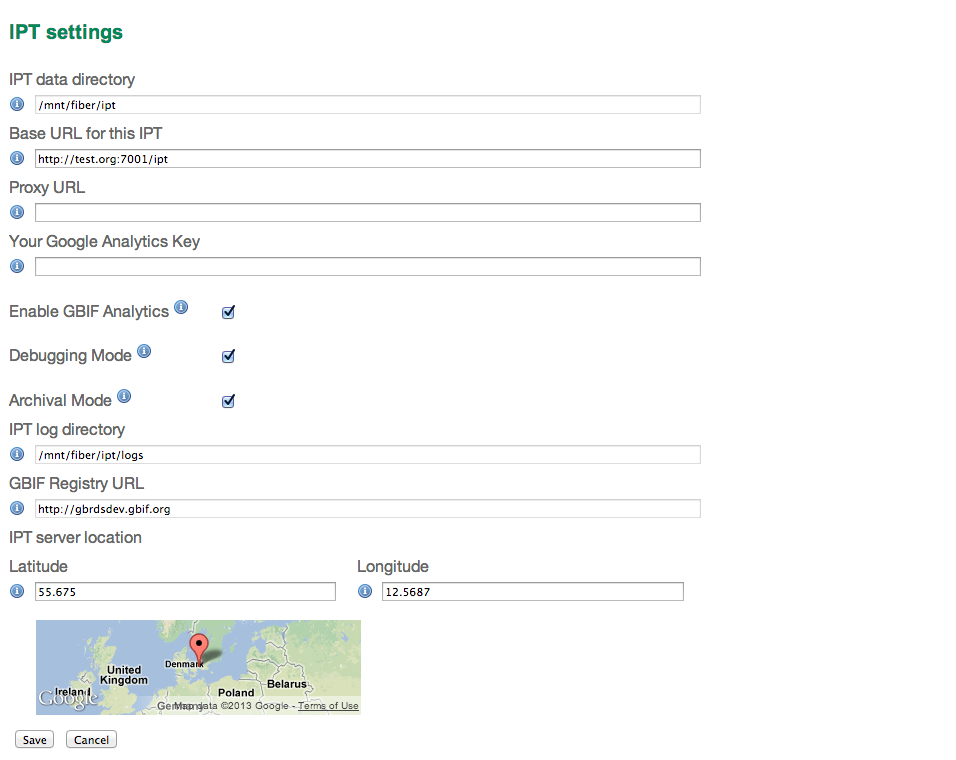 IPT settings
IPT data directory
/mnt/fiber/ipt
Base URL for this IPT
http://test.org:7001/ipt
Proxy URL
Your Google Analytics Key
Enable GBIF Analytics
Debugging Mode
Archival Mode
IPT log directory
/mnt/fiber/ipt/logs
GBIF Registry URL
http://gbrdsdev.gbif.org
IPT server location
Latitude Longitude
55.675 12.5687
Denmark
United
Kingdom
Ireland
Belarus
Poland
Google
Germany
Map data ©2013 Google - Terms of Use
Save Cancel